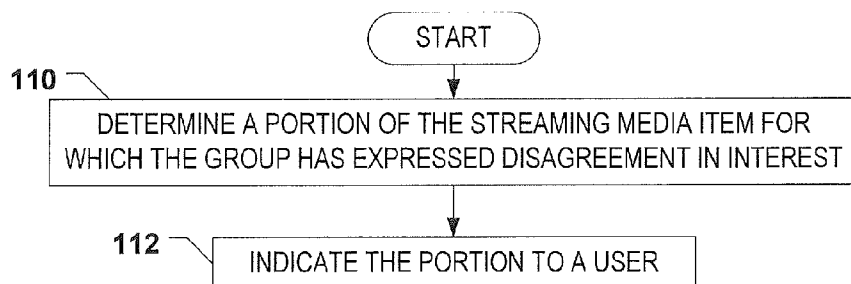 START
110
DETERMINE A PORTION OF THE STREAMING MEDIA ITEM FOR
WHICH THE GROUP HAS EXPRESSED DISAGREEMENT IN INTEREST
112
INDICATE THE PORTION TO A USER